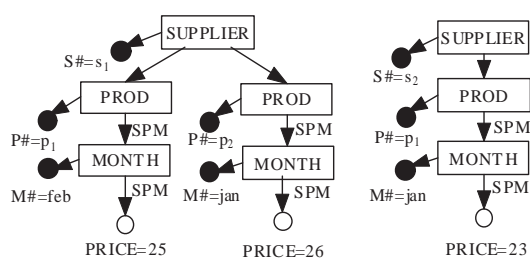 SUPPLIER SUPPLIER
S#=s1 S#=s2
PROD PROD PROD
P#=p1 SPM P#=p2 SPM P#=p1 SPM
MONTH MONTH MONTH
M#=feb SPM M#=jan SPM M#=jan SPM
PRICE=25 PRICE=26 PRICE=23